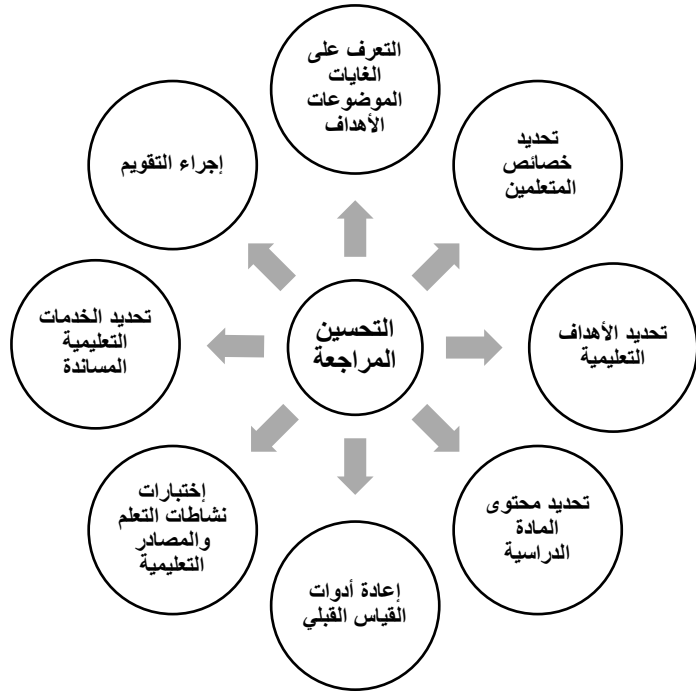 التعرف على
الغايات
الموضوعات
الأهداف
تحديد
خصائص
المتعلمين
تحديد الأهداف
التعليمية
تحديد محتوى
المادة
الدراسية
إعادة أدوات
القياس القبلي
إختبارات
نشاطات التعلم
والمصادر
التعليمية
تحديد الخدمات
التعليمية
المساندة
إجراء التقويم
التحسين
المراجعة